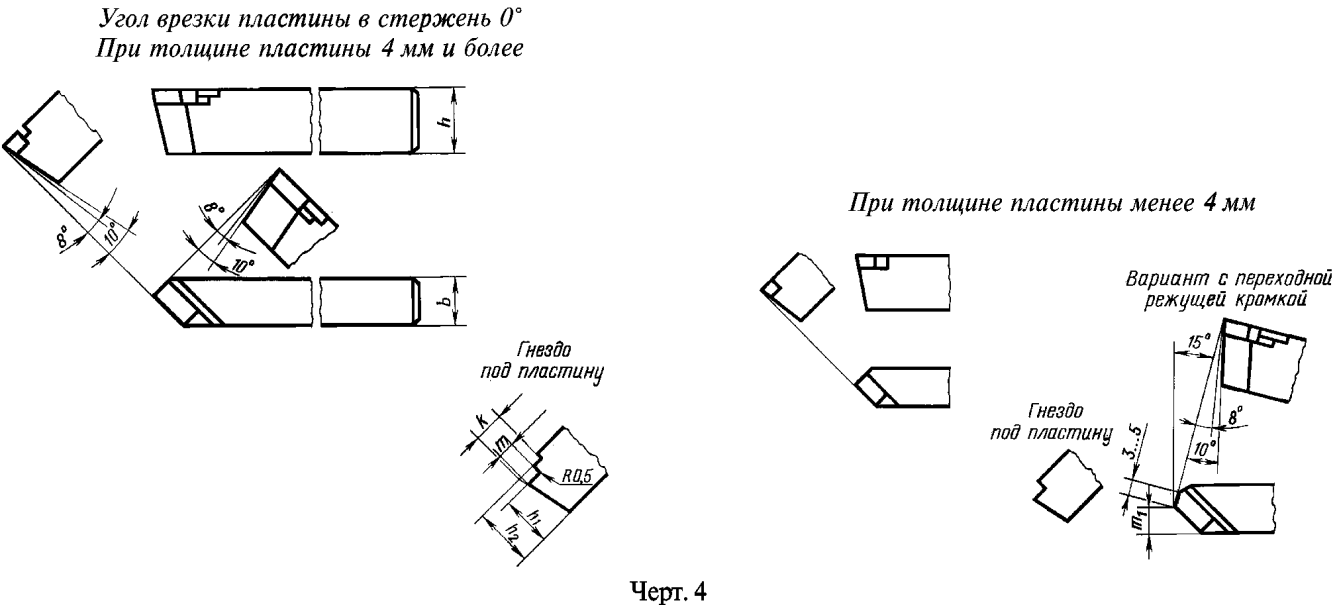 Угол врезки пластины в стержень 0°
При толщине пластины 4 мм и более
h
8°
10°
8°
10°
b
Гнездо
под пластину
K
m
R0,5
h₁
h₂
При толщине пластины менее 4 мм
Вариант с переходной
режущей кромкой
15°
8°
10°
Гнездо
под пластину
3...5
m₁
Черт. 4